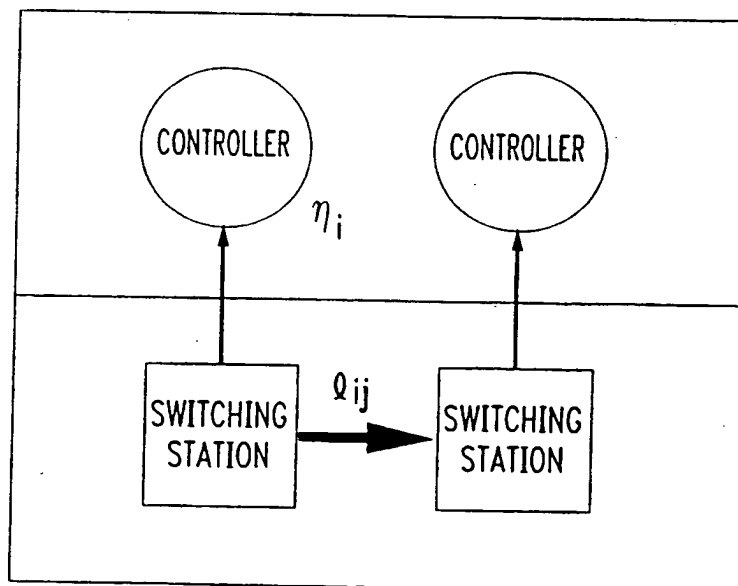 CONTROLLER
CONTROLLER
ηi
ℓij
SWITCHING
STATION
SWITCHING
STATION